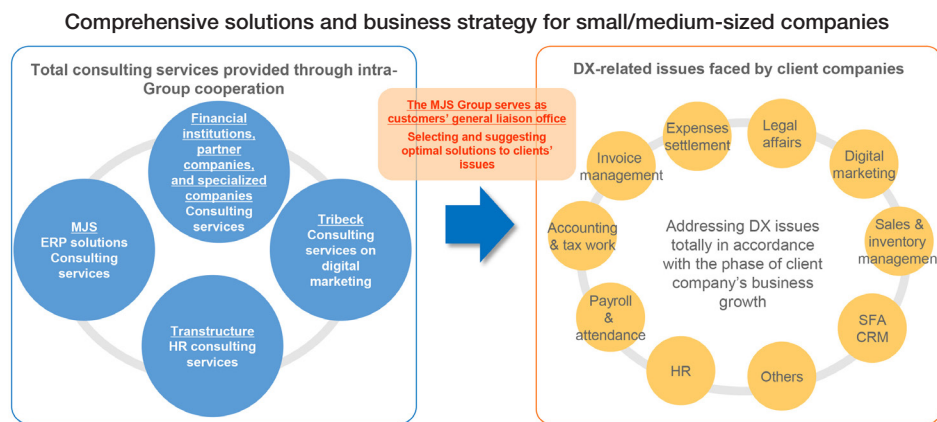 Comprehensive solutions and business strategy for small/medium-sized companies
Total consulting services provided through intra-
Group cooperation
Financial
institutions,
partner
companies,
and specialized
companies
Consulting
services
MJS
ERP solutions
Consulting
services
Tribeck
Consulting
services on
digital
marketing
Transtructure
HR consulting
services
The MJS Group serves as
customers' general liaison office
Selecting and suggesting
optimal solutions to clients'
issues
DX-related issues faced by client companies
Expenses
settlement
Legal
affairs
Invoice
management
Digital
marketing
Accounting
& tax work
Sales &
inventory
management
Addressing DX issues
totally in accordance
with the phase of client
company's business
growth
Payroll
&
attendance
SFA
CRM
HR
Others